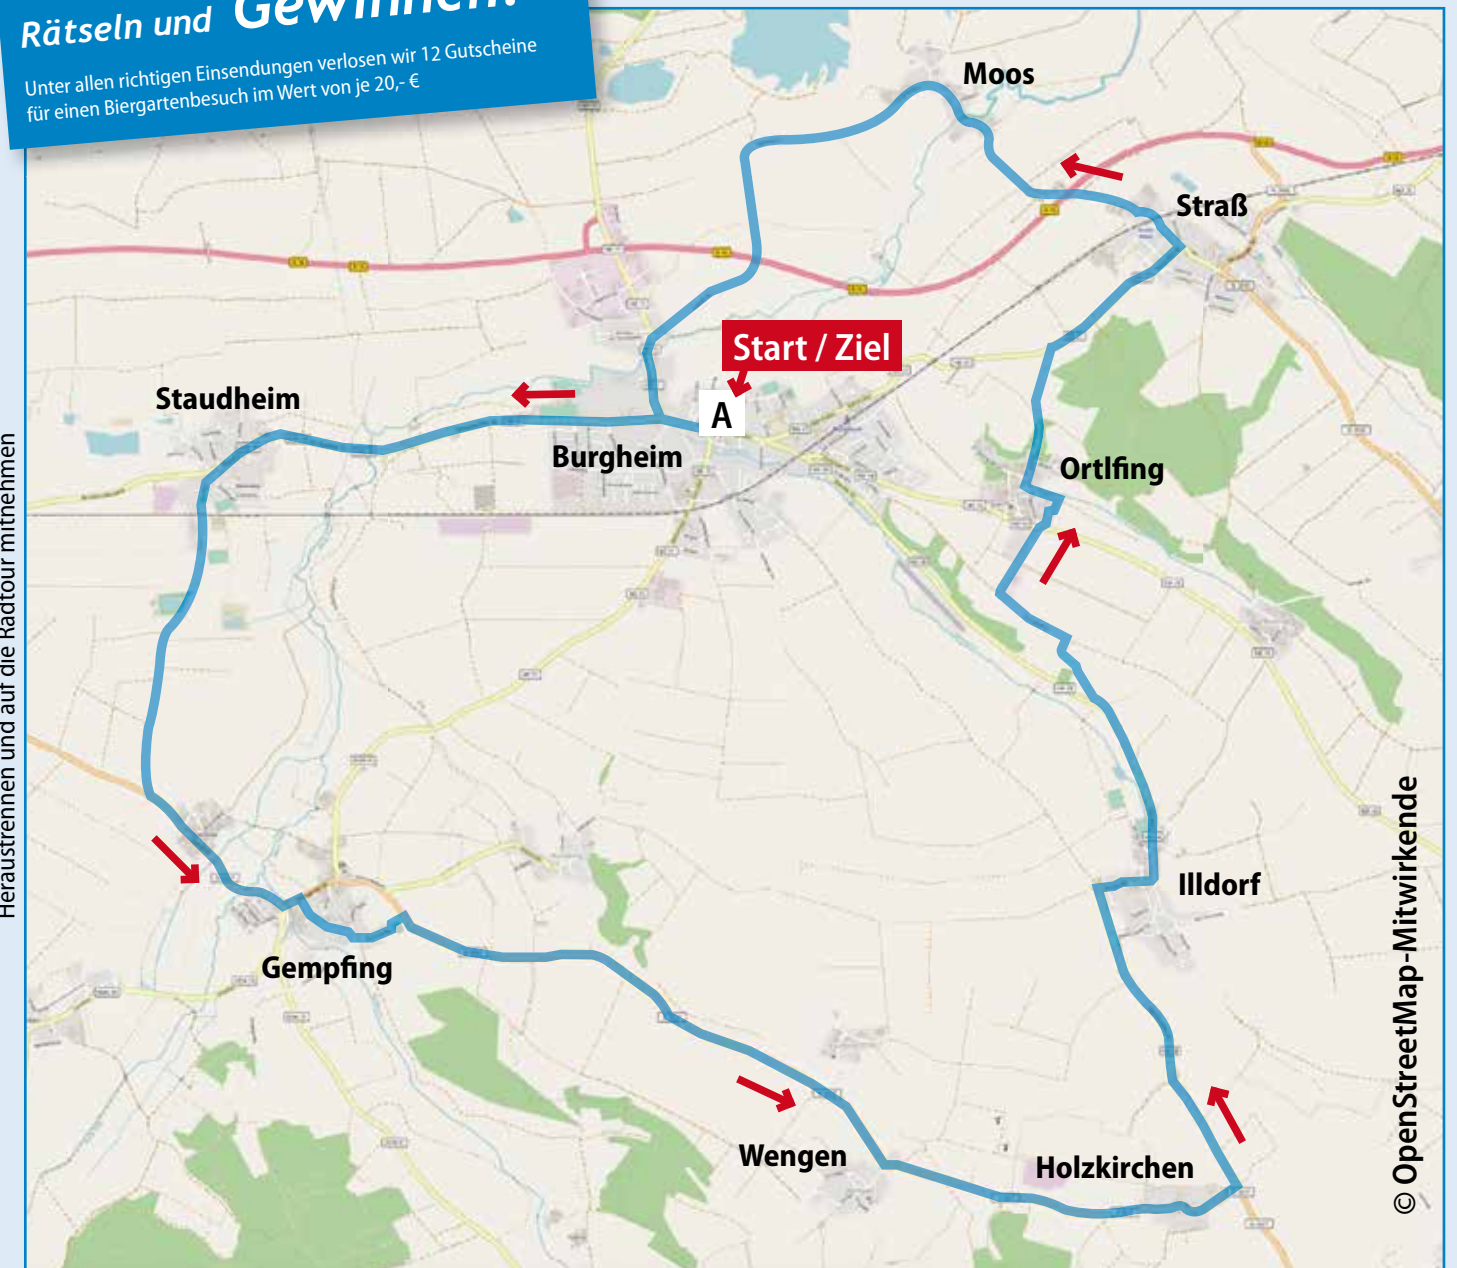 Rätseln und Gewinnen!
Unter allen richtigen Einsendungen verlosen wir 12 Gutscheine
für einen Biergartenbesuch im Wert von je 20,- €
Moos
Straß
Start / Ziel
Staudheim
A
Burgheim
Ortlfing
Heraustrennen und auf die Radtour mitnehmen
Illdorf
Gempfing
Wengen
Holzkirchen
© OpenStreetMap-Mitwirkende